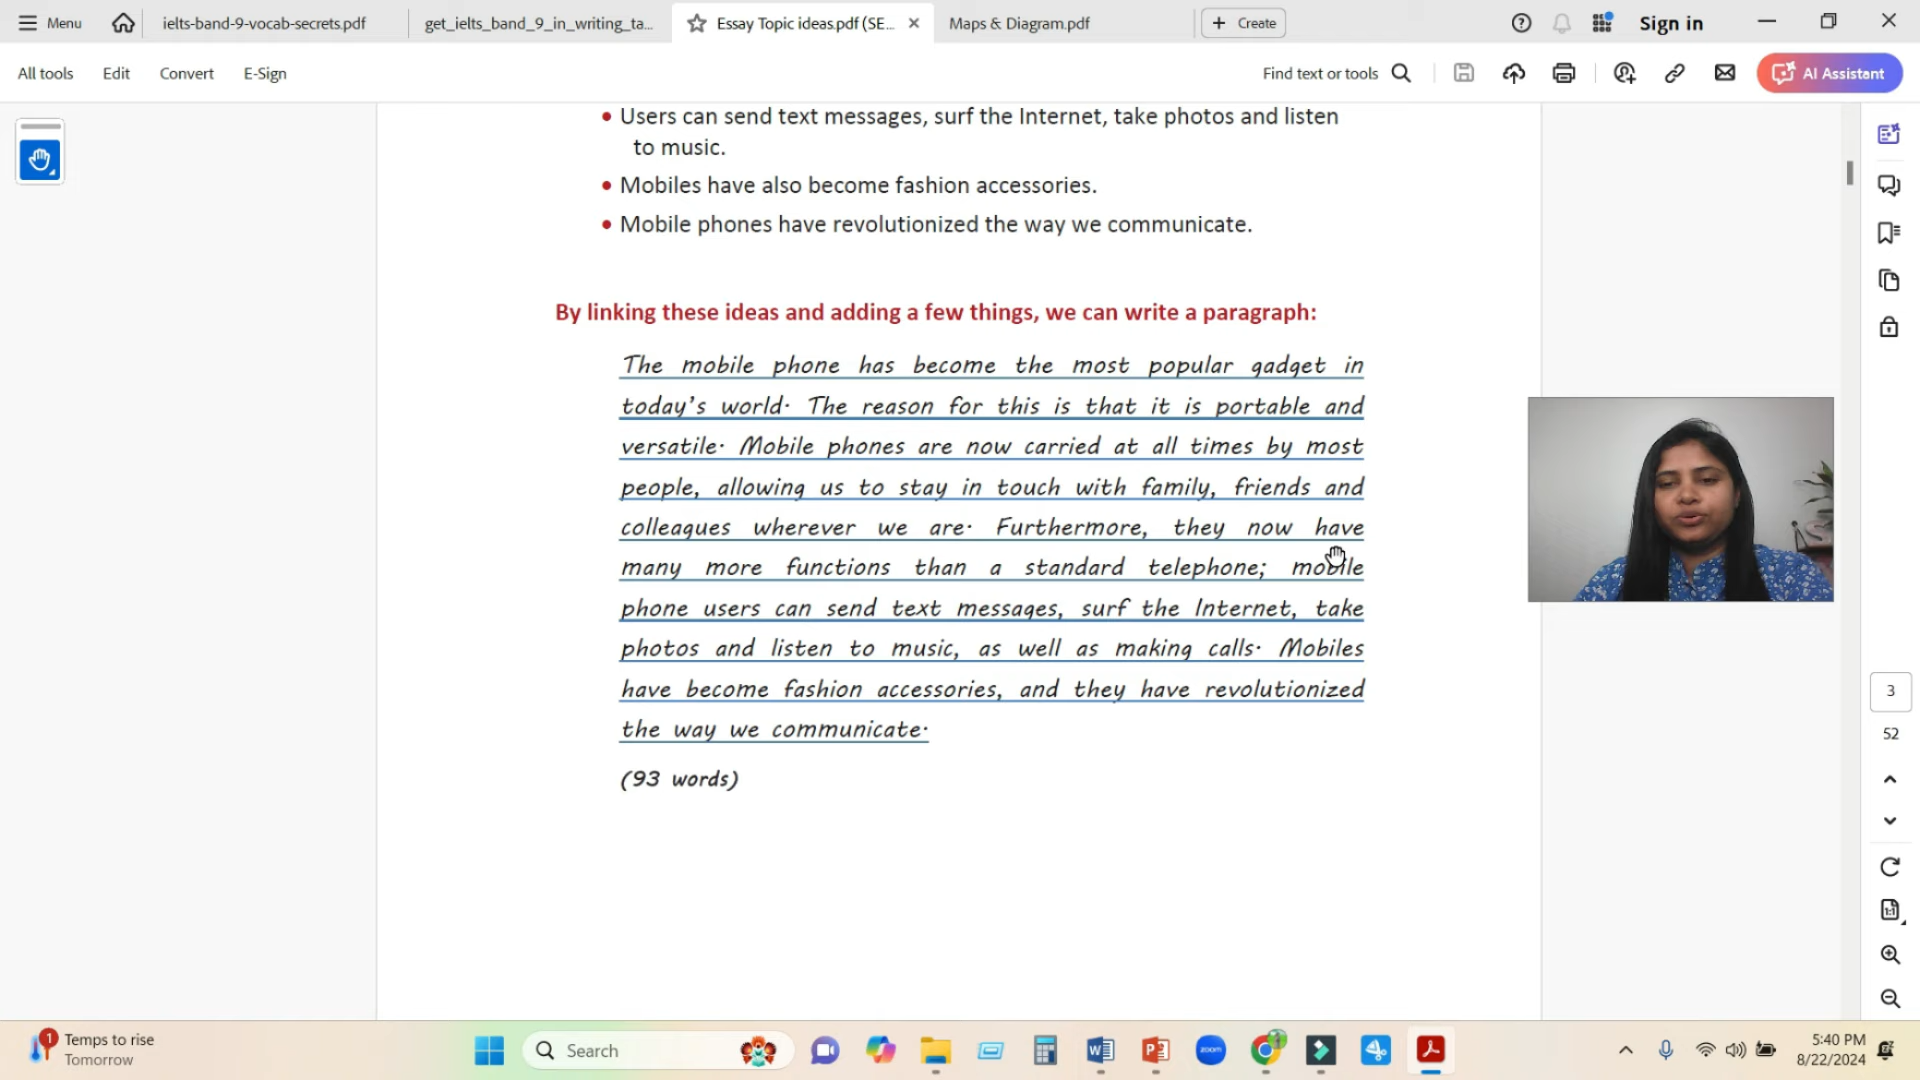 Menu
ielts-band-9-vocab-secrets.pdf
get_ielts_band_9_in_writing_ta...
Essay Topic ideas.pdf (SE...
Maps & Diagram.pdf
Create
Sign in
All tools
Edit
Convert
E-Sign
Find text or tools
AI Assistant
• Users can send text messages, surf the Internet, take photos and listen
to music.
• Mobiles have also become fashion accessories.
• Mobile phones have revolutionized the way we communicate.
By linking these ideas and adding a few things, we can write a paragraph:
The mobile phone has become the most popular gadget in
today's world. The reason for this is that it is portable and
versatile. Mobile phones are now carried at all times by most
people, allowing us to stay in touch with family, friends and
colleagues wherever we are. Furthermore, they now have
many more functions than a standard telephone; mobile
phone users can send text messages, surf the Internet, take
photos and listen to music, as well as making calls. Mobiles
have become fashion accessories, and they have revolutionized
the way we communicate.
(93 words)
3
52
1
Temps to rise
Tomorrow
Search
zoom
5:40 PM
8/22/2024